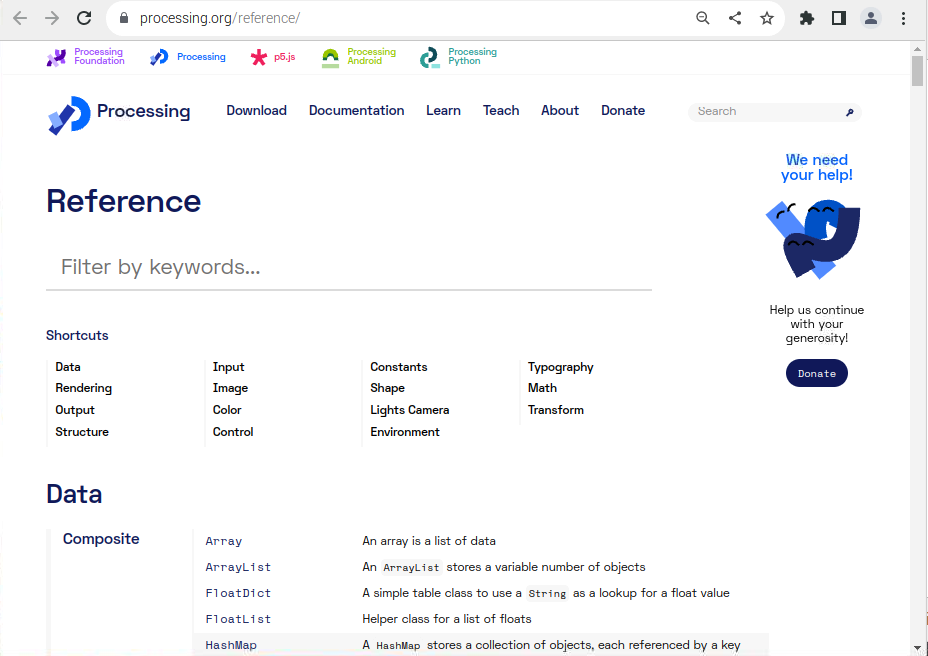 processing.org/reference/
Processing Foundation
Processing
p5.js
Processing Android
Processing Python
Processing
Download Documentation Learn Teach About Donate
Search
We need
your help!
Reference
Filter by keywords...
Help us continue
with your
generosity!
Donate
Shortcuts
Data Input Constants Typography
Rendering Image Shape Math
Output Color Lights Camera Transform
Structure Control Environment
Data
Composite
Array An array is a list of data
ArrayList An ArrayList stores a variable number of objects
FloatDict A simple table class to use a String as a lookup for a float value
FloatList Helper class for a list of floats
HashMap A HashMap stores a collection of objects, each referenced by a key